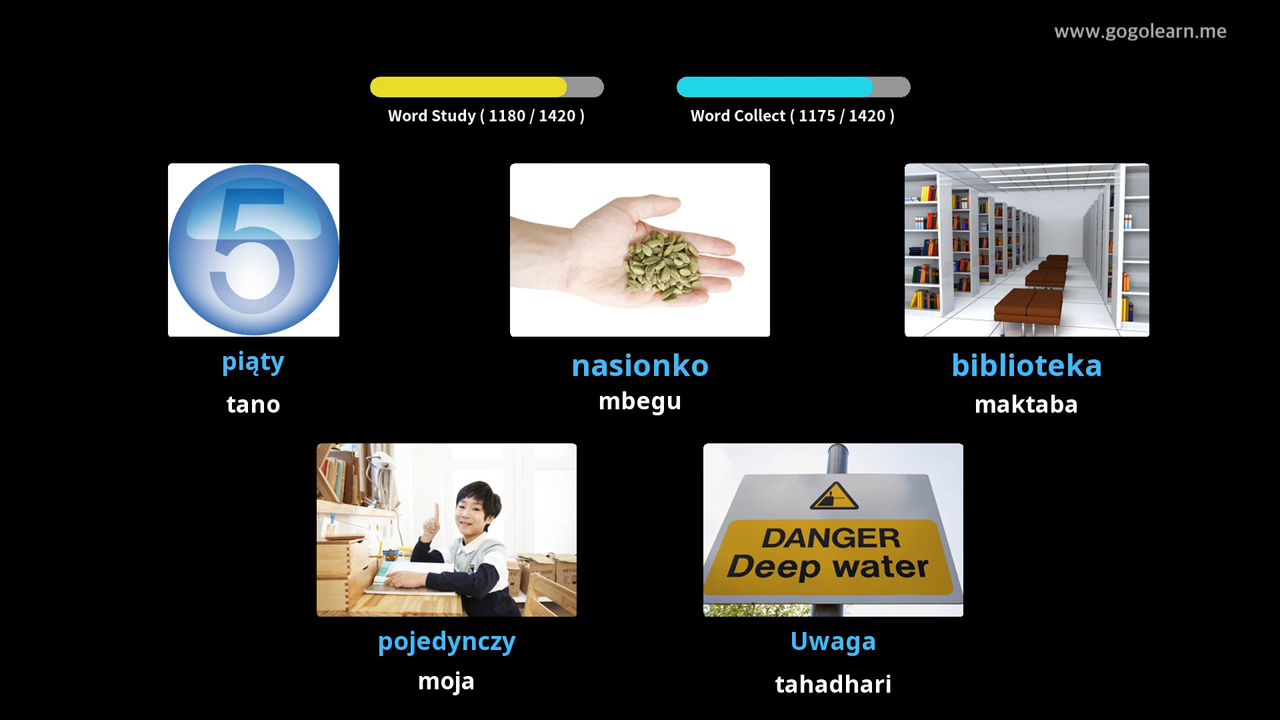 www.gogolearn.me
Word Study ( 1180 / 1420 )
Word Collect ( 1175 / 1420 )
5
piąty
tano
nasionko
mbegu
biblioteka
maktaba
DANGER
Deep water
pojedynczy
moja
Uwaga
tahadhari